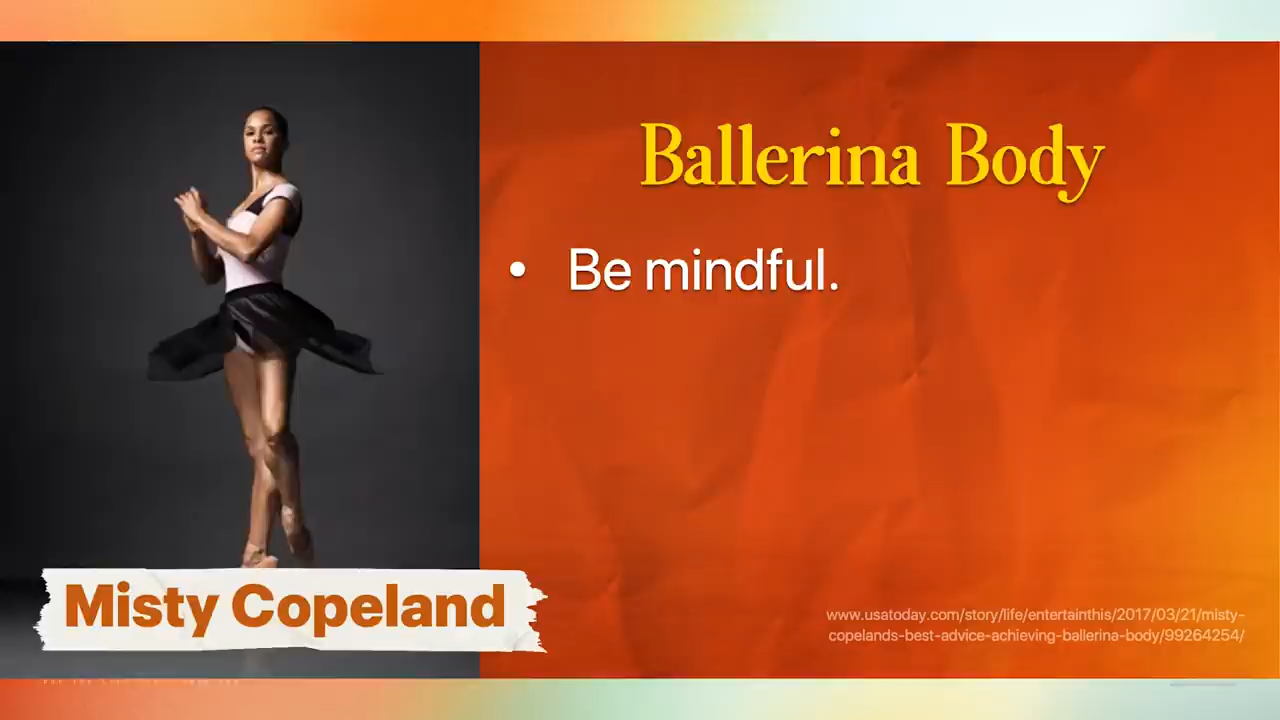 Ballerina Body
• Be mindful.
Misty Copeland
www.usatoday.com/story/life/entertainthis/2017/03/21/misty-
copelands-best-advice-achieving-ballerina-body/99264254/